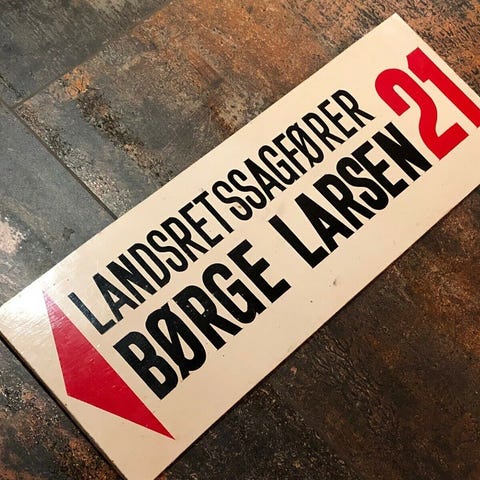 LANDSRETSSAGFØRER
BØRGE LARSEN
21